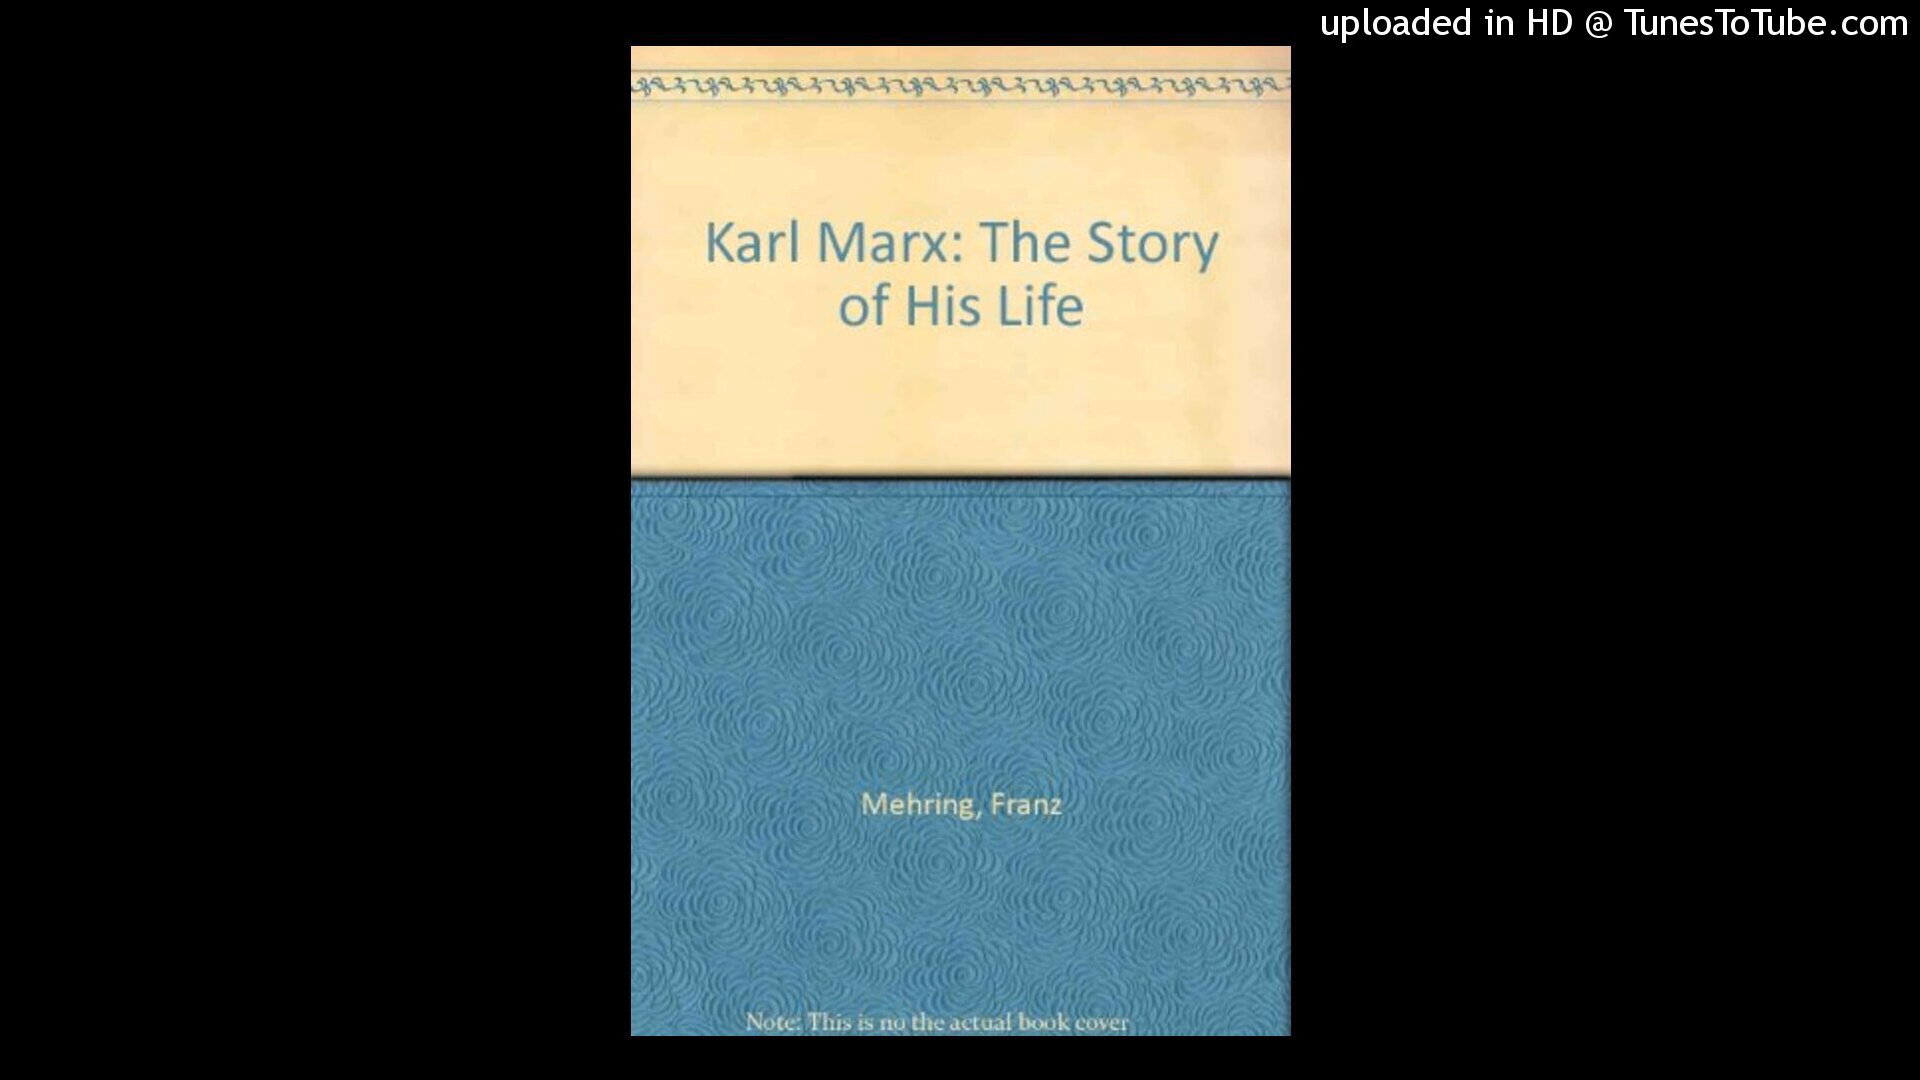 uploaded in HD @ TunesToTube.com
Karl Marx: The Story
of His Life
Mehring, Franz
Note: This is no the actual book cover